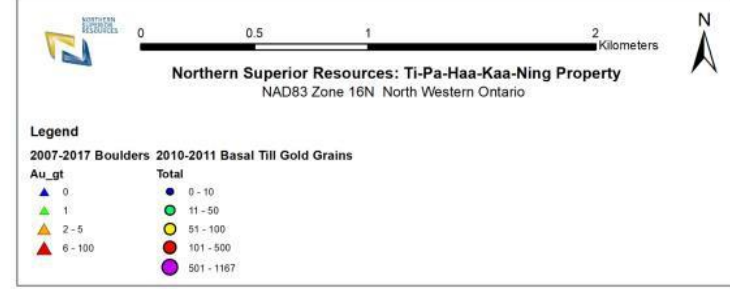 NORTHERN
SUPERIOR
RESOURCES
0 0.5 1 2
Kilometers
N
Northern Superior Resources: Ti-Pa-Haa-Kaa-Ning Property
NAD83 Zone 16N North Western Ontario
Legend
2007-2017 Boulders 2010-2011 Basal Till Gold Grains
Au_gt Total
0 0 - 10
1 11 - 50
2 - 5 51 - 100
6 - 100 101 - 500
501 - 1167